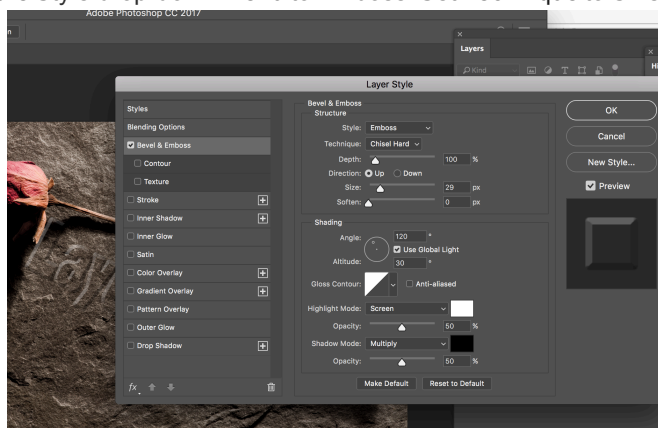 Adobe Photoshop CC 2017
Layers
Kind
Layer Style
Styles
Blending Options
Bevel & Emboss
Contour
Texture
Stroke
Inner Shadow
Inner Glow
Satin
Color Overlay
Gradient Overlay
Pattern Overlay
Outer Glow
Drop Shadow
fx
Bevel & Emboss
Structure
Style: Emboss
Technique: Chisel Hard
Depth: 100 %
Direction: Up Down
Size: 29 px
Soften: 0 px
Shading
Angle: 120 °
Use Global Light
Altitude: 30 °
Gloss Contour: Anti-aliased
Highlight Mode: Screen
Opacity: 50 %
Shadow Mode: Multiply
Opacity: 50 %
Make Default Reset to Default
OK
Cancel
New Style...
Preview